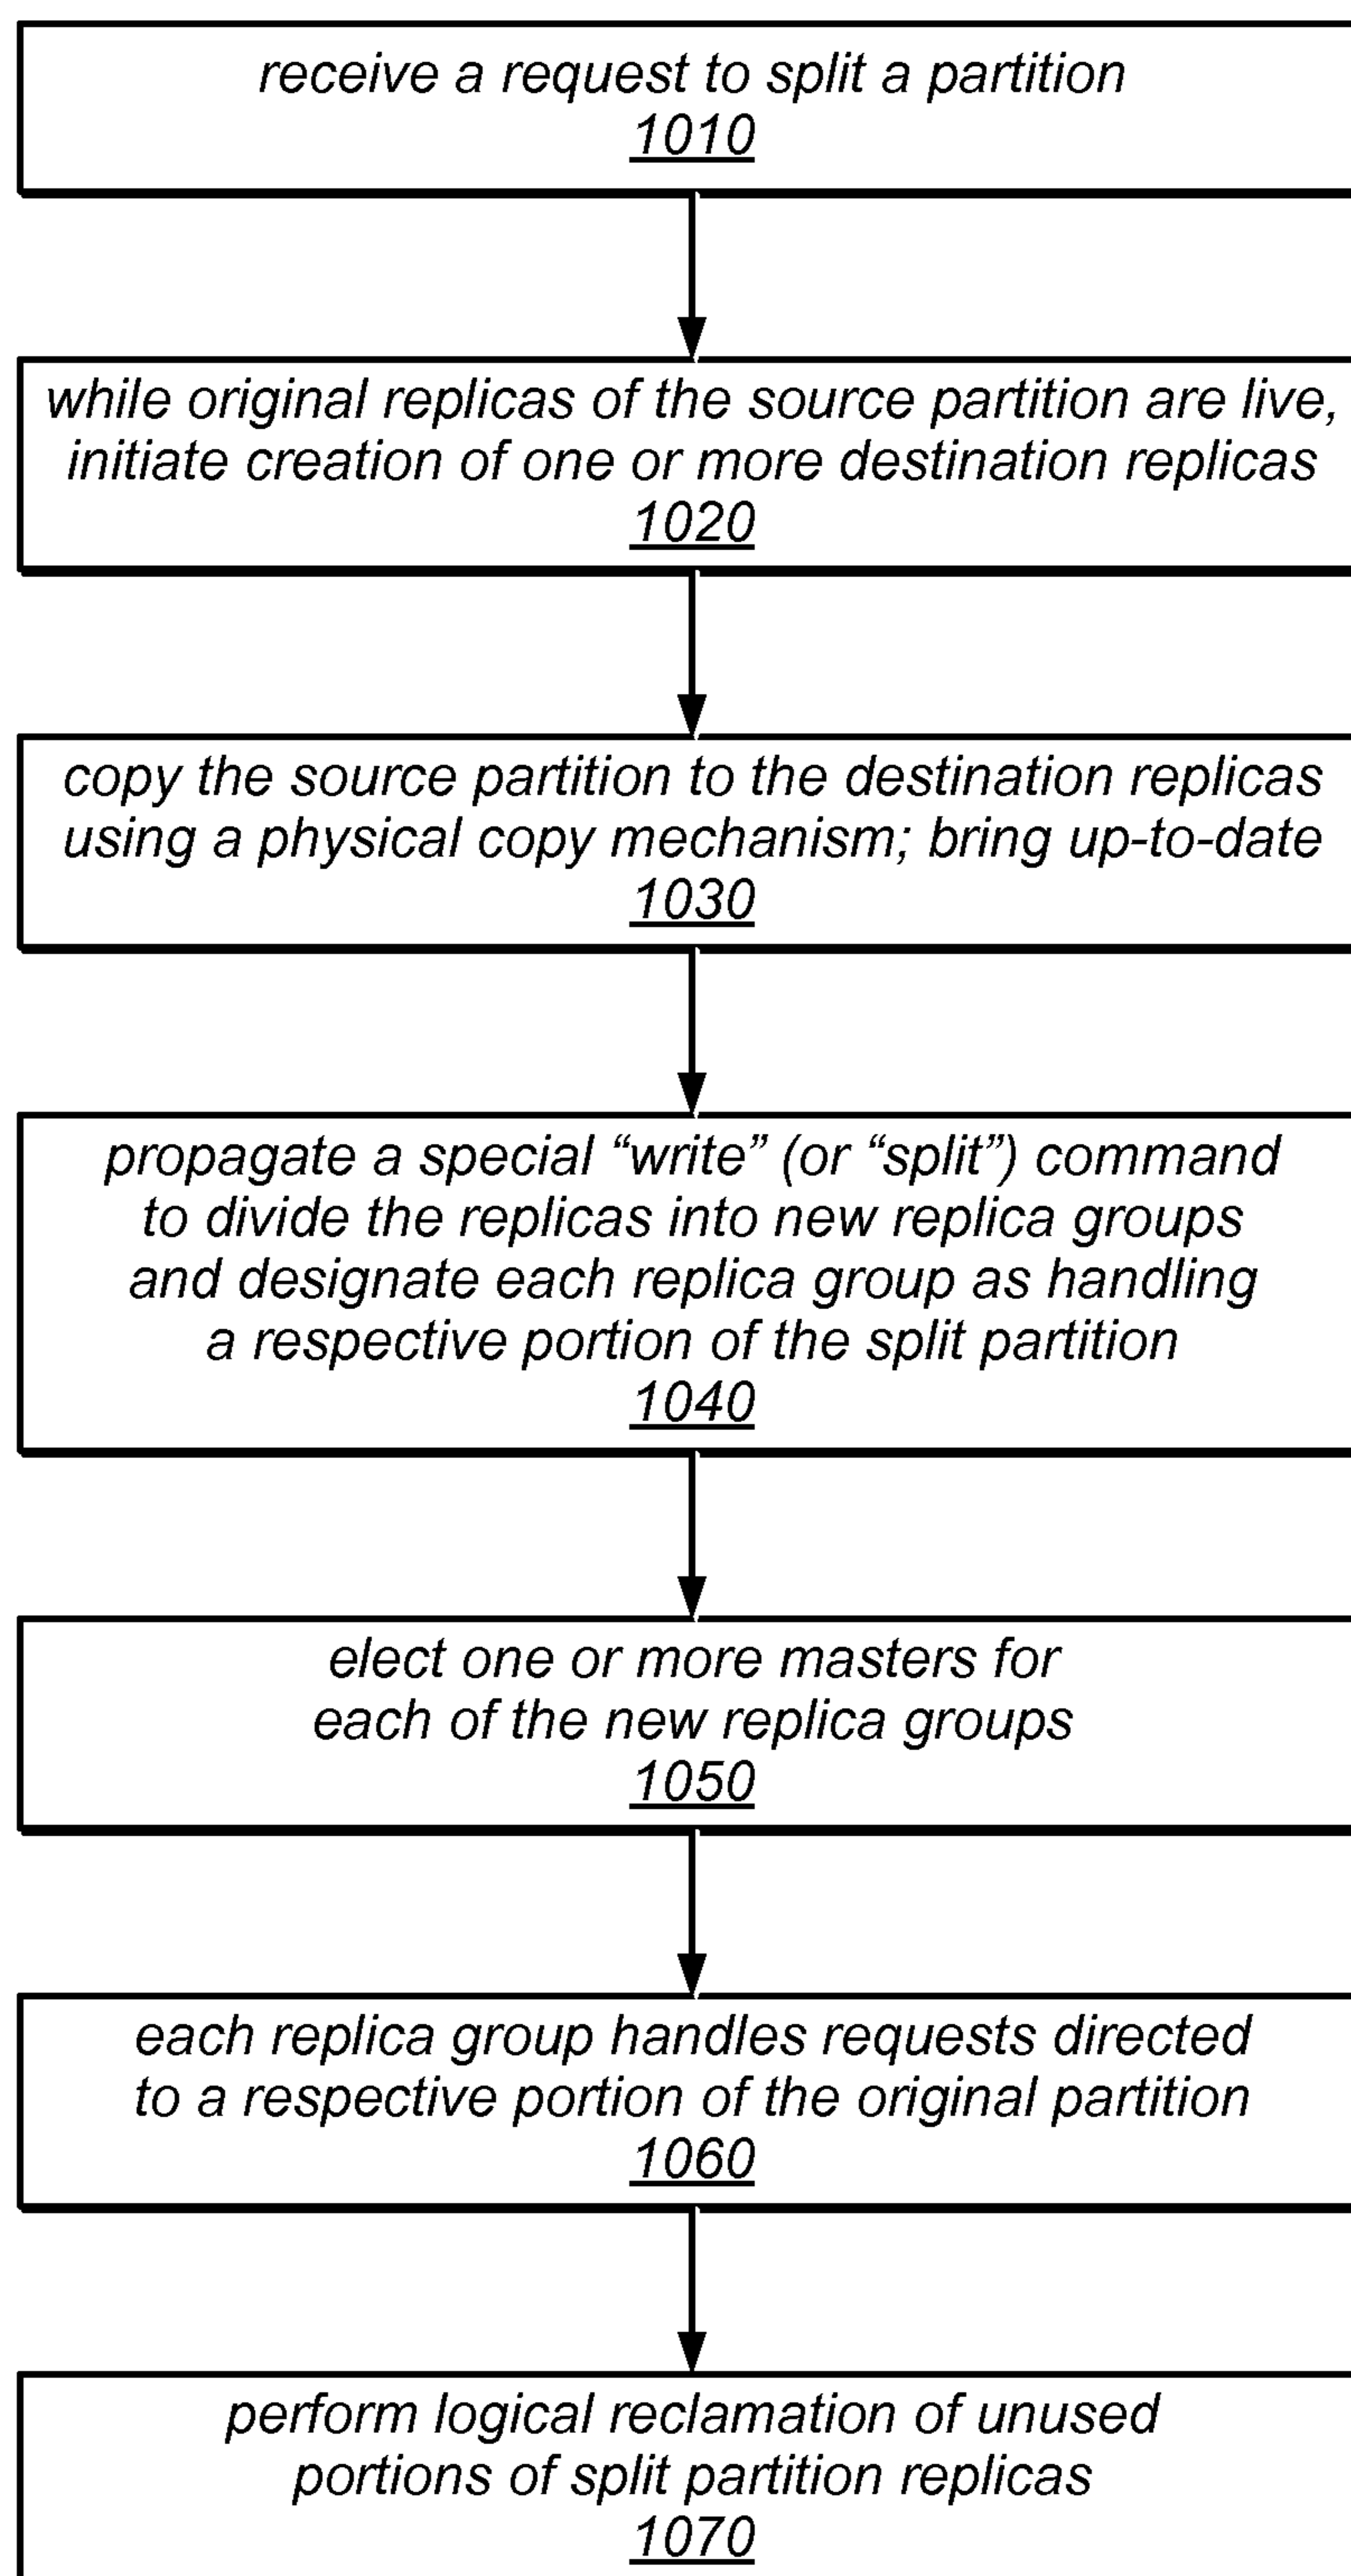 receive a request to split a partition
1010
while original replicas of the source partition are live,
initiate creation of one or more destination replicas
1020
copy the source partition to the destination replicas
using a physical copy mechanism; bring up-to-date
1030
propagate a special “write” (or “split”) command
to divide the replicas into new replica groups
and designate each replica group as handling
a respective portion of the split partition
1040
elect one or more masters for
each of the new replica groups
1050
each replica group handles requests directed
to a respective portion of the original partition
1060
perform logical reclamation of unused
portions of split partition replicas
1070